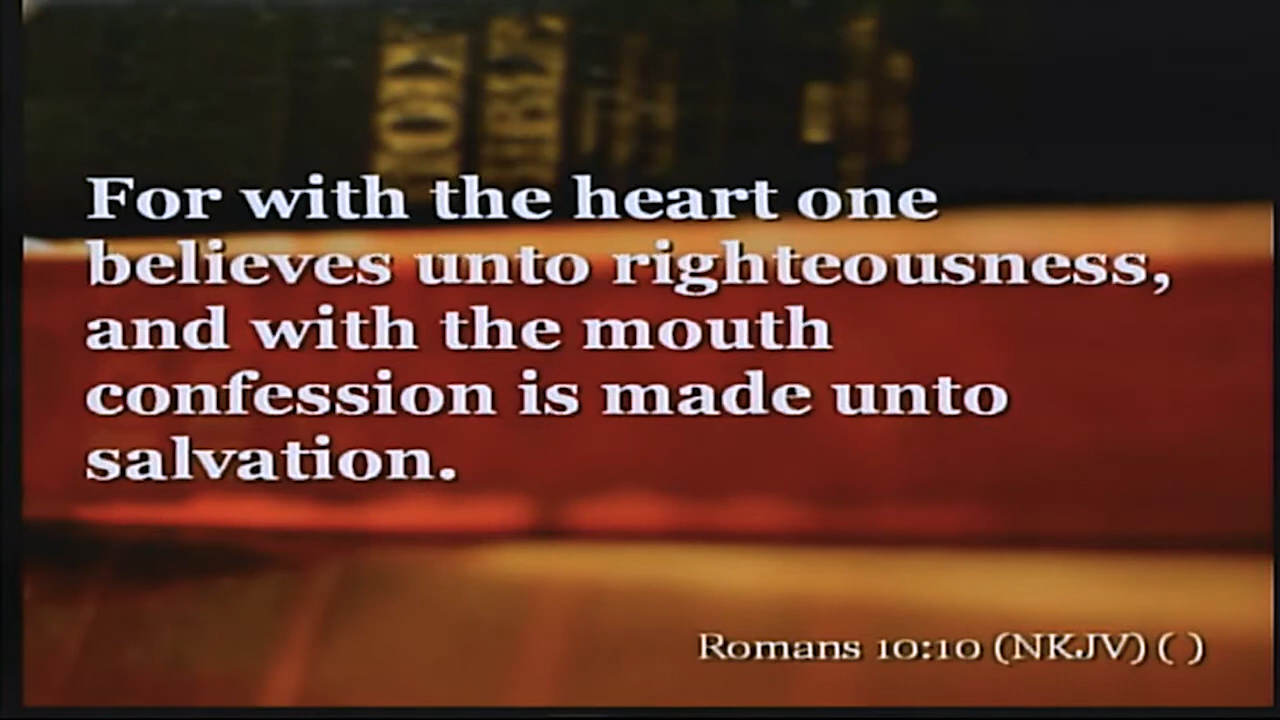 For with the heart one
believes unto righteousness,
and with the mouth
confession is made unto
salvation.
Romans 10:10 (NKJV) ( )